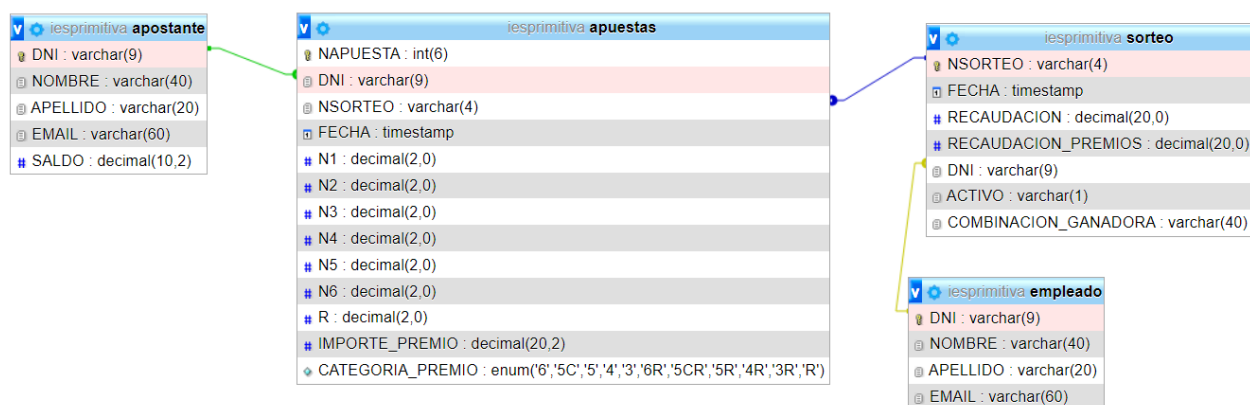 iesprimitiva apostante
DNI : varchar(9)
NOMBRE : varchar(40)
APELLIDO : varchar(20)
EMAIL : varchar(60)
SALDO : decimal(10,2)
iesprimitiva apuestas
NAPUESTA : int(6)
DNI : varchar(9)
NSORTEO : varchar(4)
FECHA : timestamp
N1 : decimal(2,0)
N2 : decimal(2,0)
N3 : decimal(2,0)
N4 : decimal(2,0)
N5 : decimal(2,0)
N6 : decimal(2,0)
R : decimal(2,0)
IMPORTE_PREMIO : decimal(20,2)
CATEGORIA_PREMIO : enum('6','5C','5','4','3','6R','5CR','5R','4R','3R','R')
iesprimitiva sorteo
NSORTEO : varchar(4)
FECHA : timestamp
RECAUDACION : decimal(20,0)
RECAUDACION_PREMIOS : decimal(20,0)
DNI : varchar(9)
ACTIVO : varchar(1)
COMBINACION_GANADORA : varchar(40)
iesprimitiva empleado
DNI : varchar(9)
NOMBRE : varchar(40)
APELLIDO : varchar(20)
EMAIL : varchar(60)